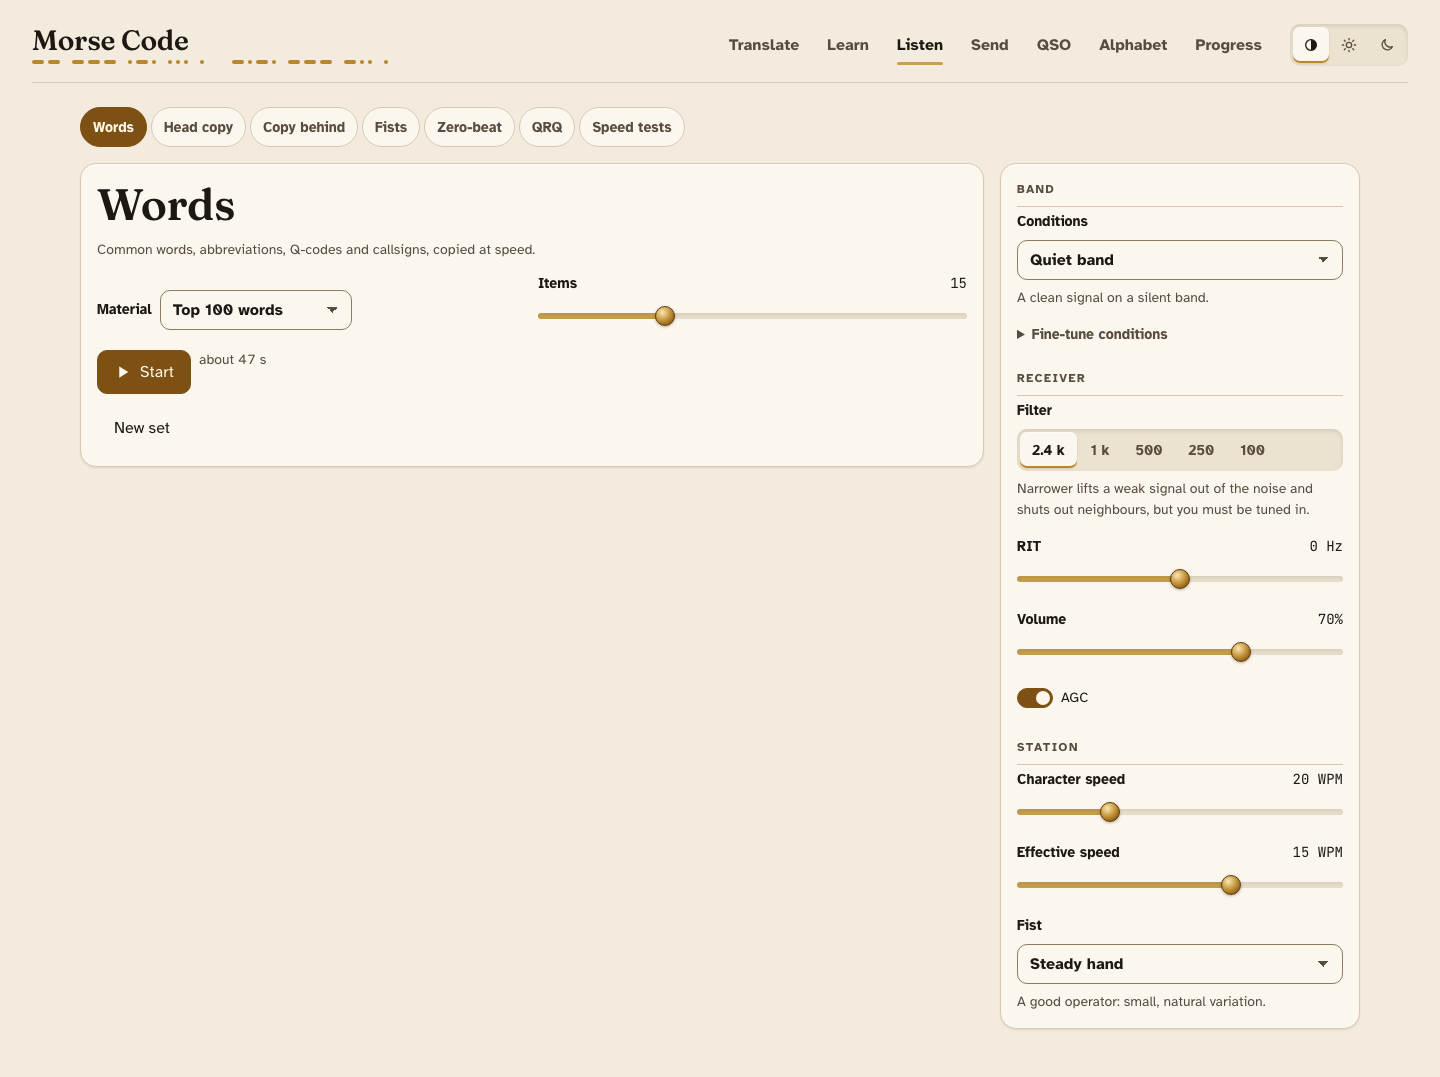 Morse Code
Translate Learn Listen Send QSO Alphabet Progress
Words Head copy Copy behind Fists Zero-beat QRQ Speed tests
Words
Common words, abbreviations, Q-codes and callsigns, copied at speed.
Items 15
Material Top 100 words
Start about 47 s
New set
BAND
Conditions
Quiet band
A clean signal on a silent band.
Fine-tune conditions
RECEIVER
Filter
2.4 k 1 k 500 250 100
Narrower lifts a weak signal out of the noise and
shuts out neighbours, but you must be tuned in.
RIT 0 Hz
Volume 70%
AGC
STATION
Character speed 20 WPM
Effective speed 15 WPM
Fist
Steady hand
A good operator: small, natural variation.